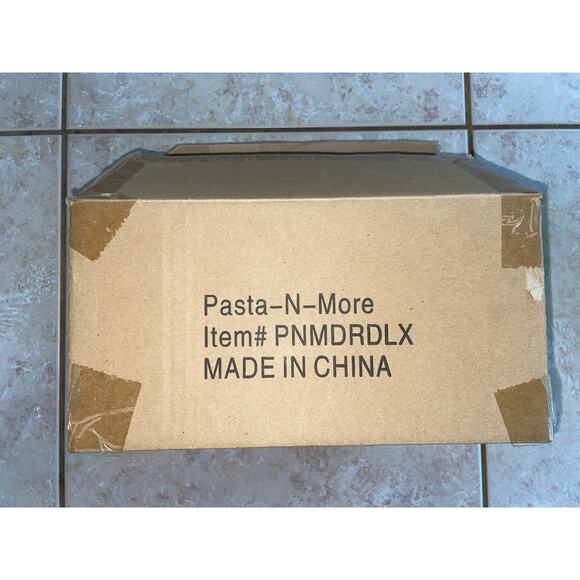 Pasta-N-More
Item# PNMDRDLX
MADE IN CHINA